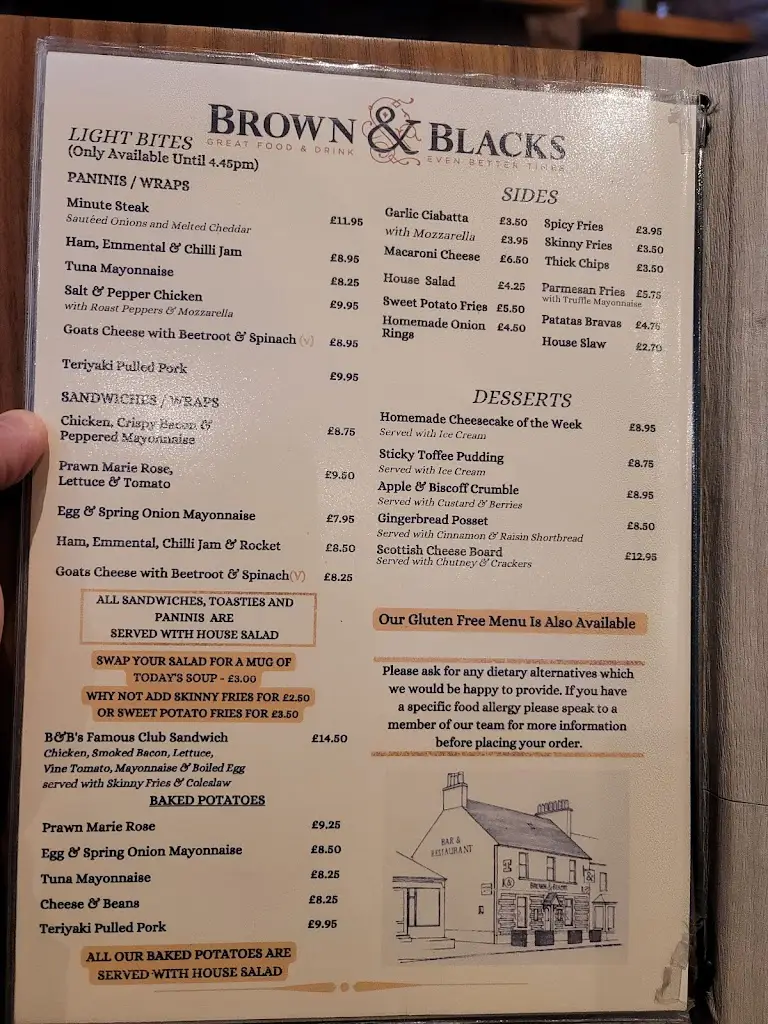 BROWN & BLACKS
GREAT FOOD & DRINK
EVEN BETTER TIMES
LIGHT BITES
(Only Available Until 4.45pm)
PANINIS / WRAPS
Minute Steak £11.95
Sautéed Onions and Melted Cheddar
Ham, Emmental & Chilli Jam £8.95
Tuna Mayonnaise £8.25
Salt & Pepper Chicken £9.95
with Roast Peppers & Mozzarella
Goats Cheese with Beetroot & Spinach (V) £8.95
Teriyaki Pulled Pork £9.95
SANDWICHES / WRAPS
Chicken, Crispy Bacon & £8.75
Peppered Mayonnaise
Prawn Marie Rose, £9.50
Lettuce & Tomato
Egg & Spring Onion Mayonnaise £7.95
Ham, Emmental, Chilli Jam & Rocket £8.50
Goats Cheese with Beetroot & Spinach(V) £8.25
ALL SANDWICHES, TOASTIES AND
PANINIS ARE
SERVED WITH HOUSE SALAD
SWAP YOUR SALAD FOR A MUG OF
TODAY'S SOUP - £3.00
WHY NOT ADD SKINNY FRIES FOR £2.50
OR SWEET POTATO FRIES FOR £3.50
B&B's Famous Club Sandwich £14.50
Chicken, Smoked Bacon, Lettuce,
Vine Tomato, Mayonnaise & Boiled Egg
served with Skinny Fries & Coleslaw
BAKED POTATOES
Prawn Marie Rose £9.25
Egg & Spring Onion Mayonnaise £8.50
Tuna Mayonnaise £8.25
Cheese & Beans £8.25
Teriyaki Pulled Pork £9.95
ALL OUR BAKED POTATOES ARE
SERVED WITH HOUSE SALAD
SIDES
Garlic Ciabatta £3.50
with Mozzarella £3.95
Macaroni Cheese £6.50
House Salad £4.25
Sweet Potato Fries £5.50
Homemade Onion £4.50
Rings
Spicy Fries £3.95
Skinny Fries £3.50
Thick Chips £3.50
Parmesan Fries £5.75
with Truffle Mayonnaise
Patatas Bravas £4.75
House Slaw £2.70
DESSERTS
Homemade Cheesecake of the Week £8.95
Served with Ice Cream
Sticky Toffee Pudding £8.75
Served with Ice Cream
Apple & Biscoff Crumble £8.95
Served with Custard & Berries
Gingerbread Posset £8.50
Served with Cinnamon & Raisin Shortbread
Scottish Cheese Board £12.95
Served with Chutney & Crackers
Our Gluten Free Menu Is Also Available
Please ask for any dietary alternatives which
we would be happy to provide. If you have
a specific food allergy please speak to a
member of our team for more information
before placing your order.
BAR &
RESTAURANT
BROWN & BLACKS